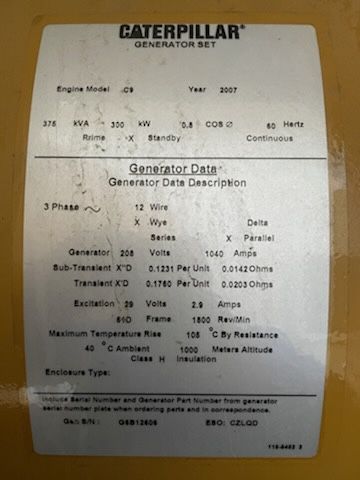 CATERPILLAR®
GENERATOR SET
Engine Model C9 Year 2007
375 kVA 300 kW 0.8 COS Ø 60 Hertz
Prime X Standby Continuous
Generator Data
Generator Data Description
3 Phase ~ 12 Wire
X Wye Delta
Series X Parallel
Generator 208 Volts 1040 Amps
Sub-Transient X"D 0.1231 Per Unit 0.0142 Ohms
Transient X'D 0.1760 Per Unit 0.0203 Ohms
Excitation 29 Volts 2.9 Amps
Frame 1800 Rev/Min
Maximum Temperature Rise 105 °C By Resistance
40 °C Ambient 1000 Meters Altitude
Class H Insulation
Enclosure Type:
Include Serial Number and Generator Part Number from generator
serial number plate when ordering parts and in correspondence.
Gen S/N: G6B12606 ESO: CZLQD